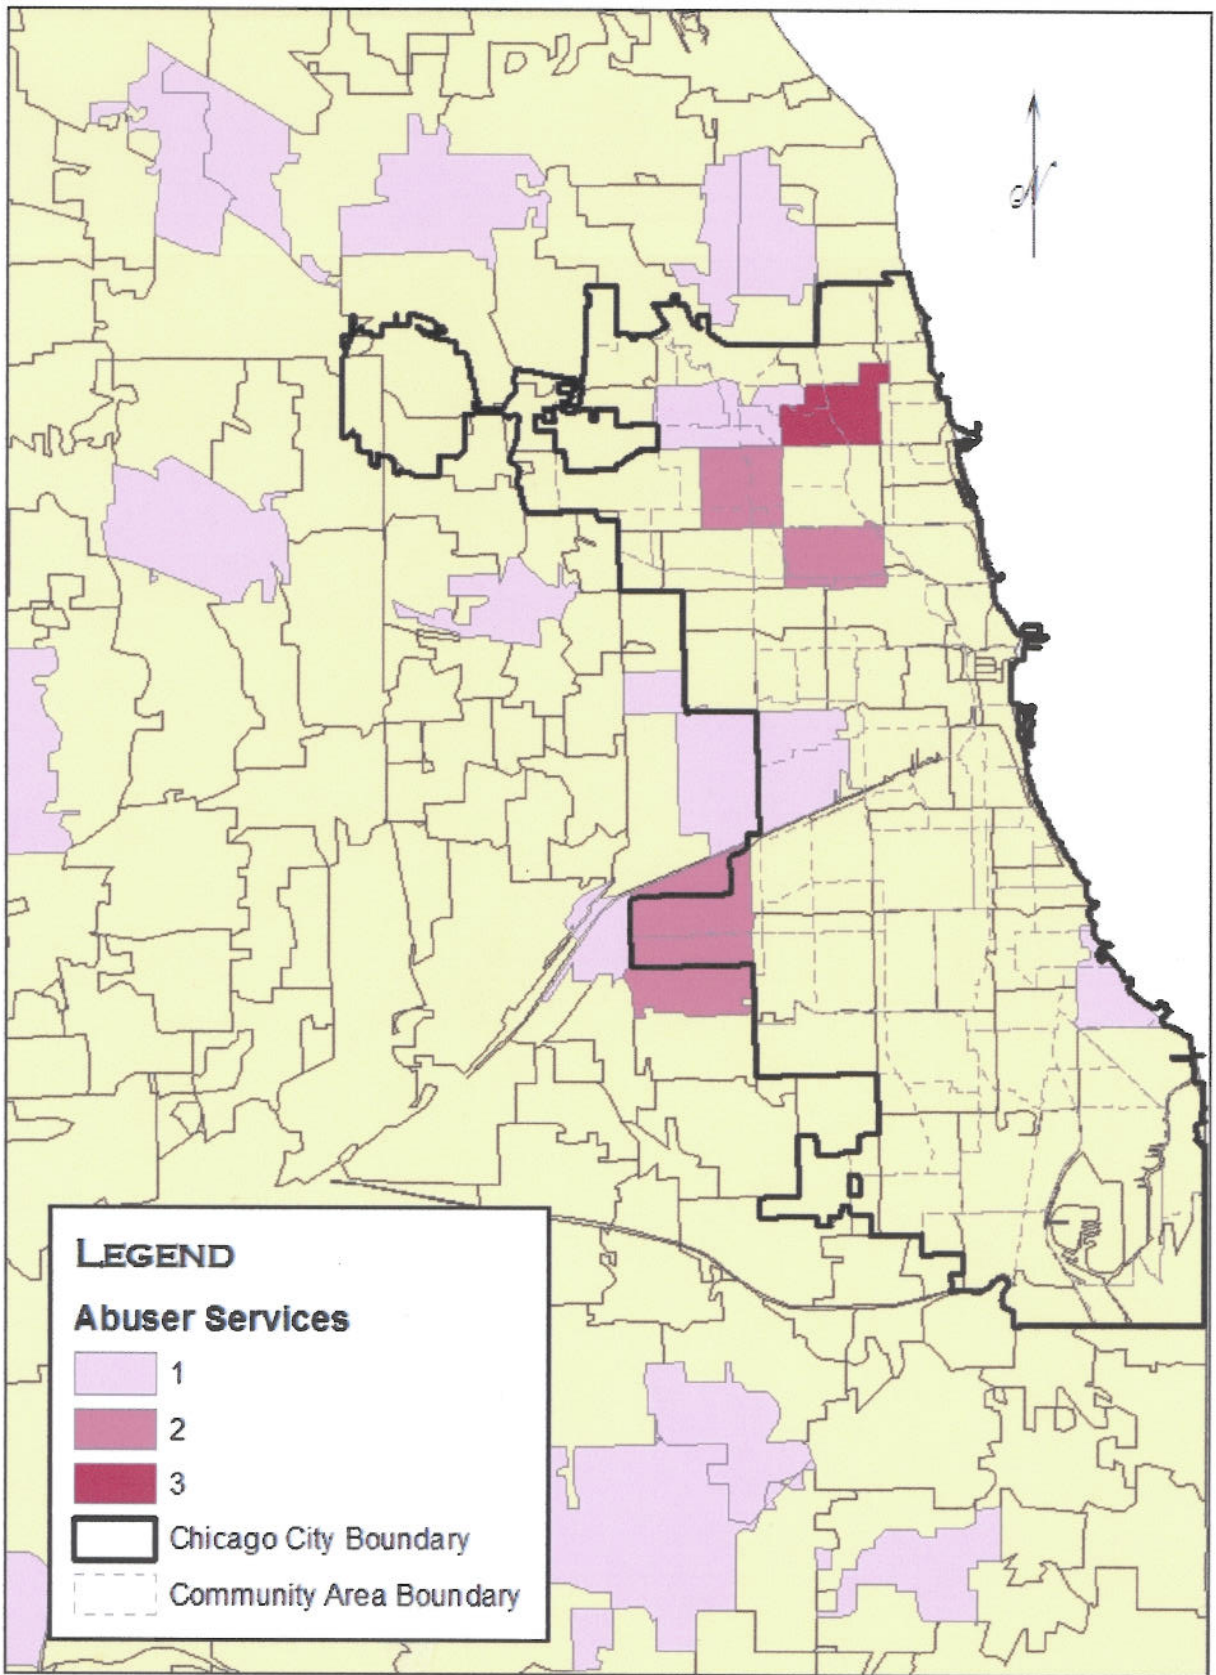 N
LEGEND
Abuser Services
1
2
3
Chicago City Boundary
Community Area Boundary